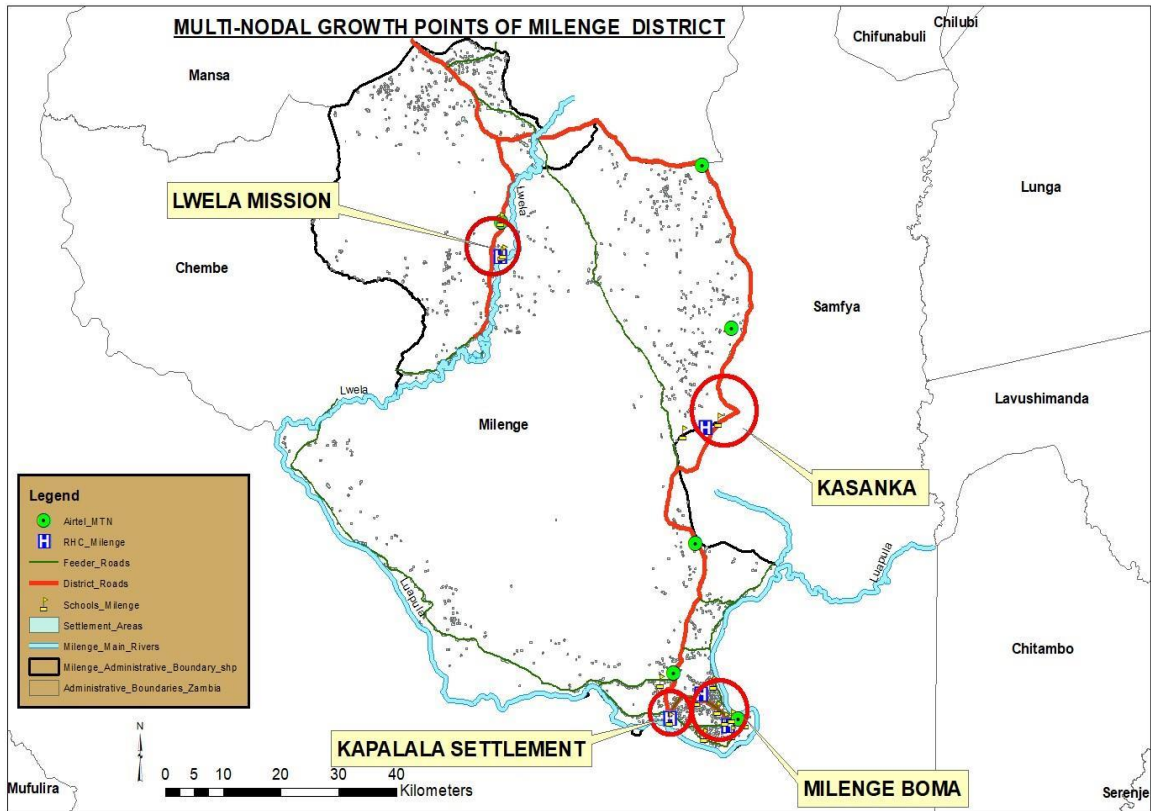 MULTI-NODAL GROWTH POINTS OF MILENGE DISTRICT
Chilubi
Chifunabuli
Mansa
Lunga
LWELA MISSION
Lwela
Chembe
Samfya
Lwela
Milenge
Lavushimanda
KASANKA
Legend
Airtel_MTN
RHC_Milenge
Feeder_Roads
District_Roads
Schools_Milenge
Settlement_Areas
Milenge_Main_Rivers
Milenge_Administrative_Boundary_shp
Administrative_Boundaries_Zambia
H
H
H
H
H
Luapula
Luapula
Chitambo
KAPALALA SETTLEMENT
MILENGE BOMA
N
0 5 10 20 30 40
Kilometers
Mufulira
Serenje